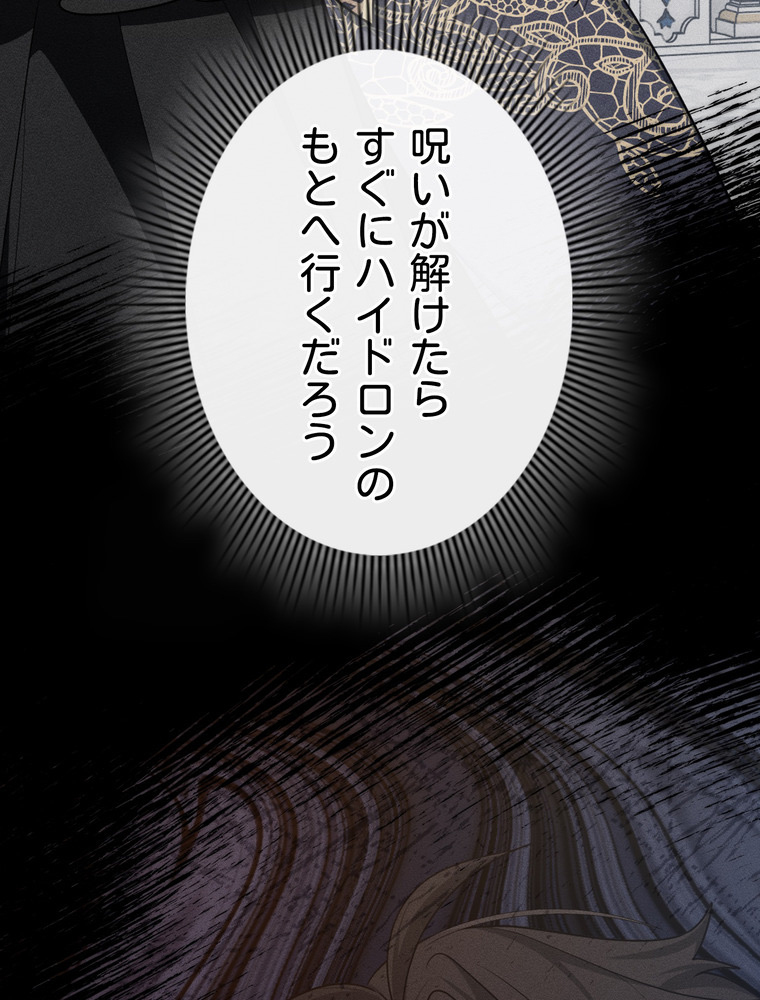 呪いが解けたら
すぐにハイドロンの
もとへ行くだろう